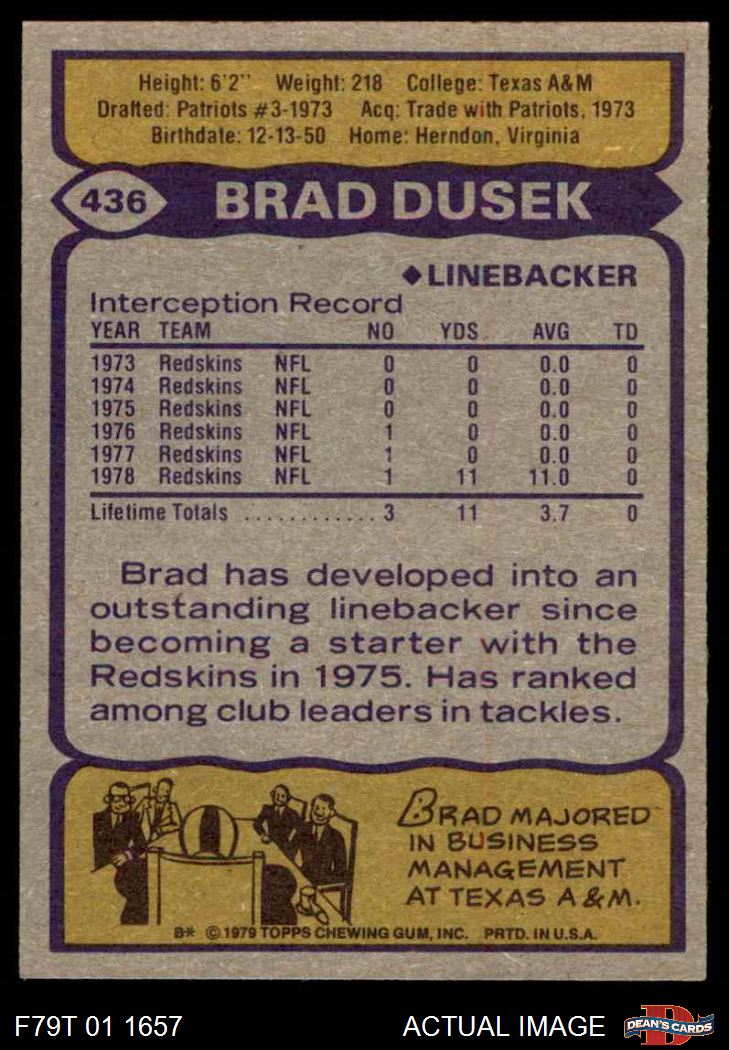 Height: 6'2" Weight: 218 College: Texas A&M
Drafted: Patriots #3-1973 Acq: Trade with Patriots, 1973
Birthdate: 12-13-50 Home: Herndon, Virginia
436 BRAD DUSEK
◆LINEBACKER
Interception Record
YEAR TEAM NO YDS AVG TD
1973 Redskins NFL 0 0 0.0 0
1974 Redskins NFL 0 0 0.0 0
1975 Redskins NFL 0 0 0.0 0
1976 Redskins NFL 1 0 0.0 0
1977 Redskins NFL 1 0 0.0 0
1978 Redskins NFL 1 11 11.0 0
Lifetime Totals ............ 3 11 3.7 0
Brad has developed into an
outstanding linebacker since
becoming a starter with the
Redskins in 1975. Has ranked
among club leaders in tackles.
BRAD MAJORED
IN BUSINESS
MANAGEMENT
AT TEXAS A&M.
B* © 1979 TOPPS CHEWING GUM, INC. PRTD. IN U.S.A.
F79T 01 1657 ACTUAL IMAGE D DEAN'S CARDS